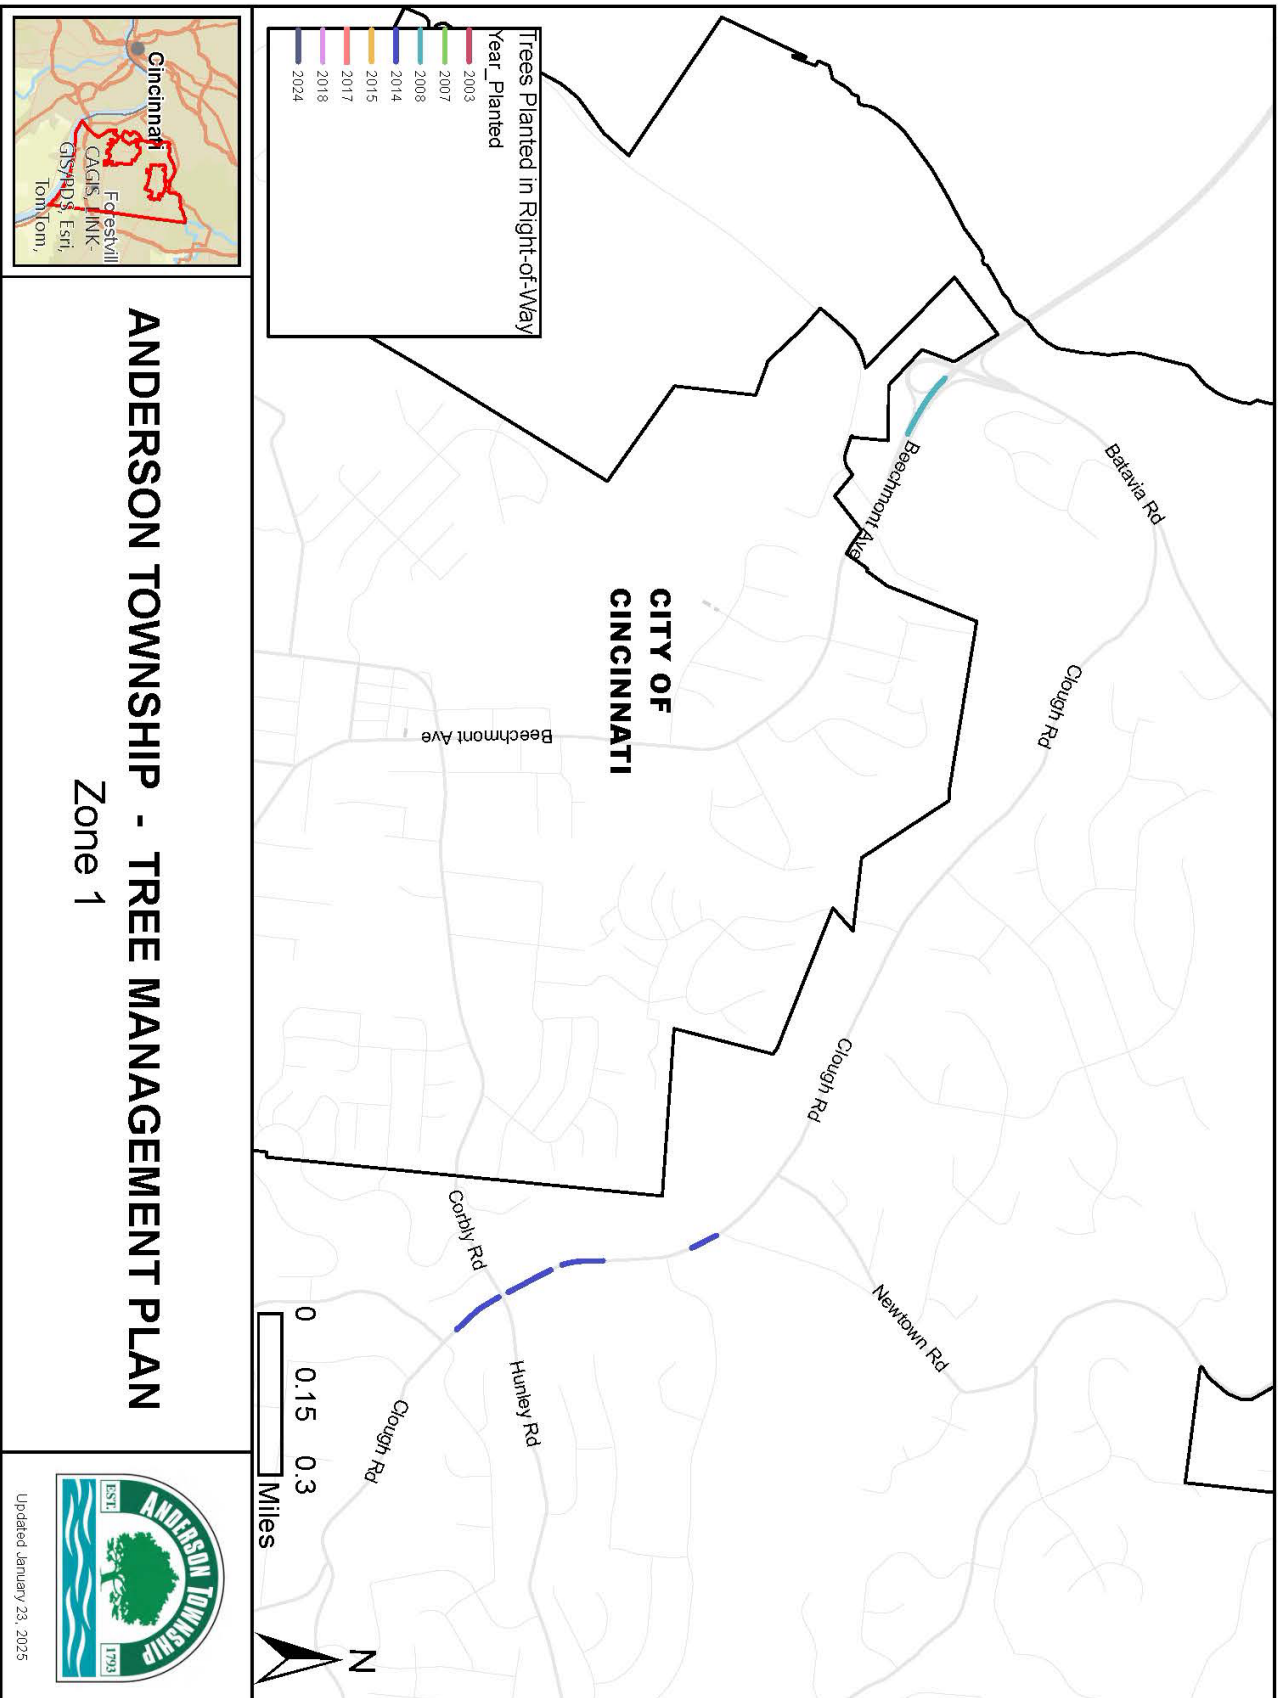 Trees Planted in Right-of-Way
Year_Planted
2003
2007
2008
2014
2015
2017
2018
2024
Batavia Rd
Beechmont Ave
Clough Rd
CITY OF
CINCINNATI
Beechmont Ave
Clough Rd
Newtown Rd
Corbly Rd
Hunley Rd
Clough Rd
0 0.15 0.3
Miles
N
Cincinnati
Forestvill
CAGIS, LINK-
GIS/PDS, Esri,
TomTom,
ANDERSON TOWNSHIP - TREE MANAGEMENT PLAN
Zone 1
ANDERSON TOWNSHIP
EST. 1793
Updated January 23, 2025